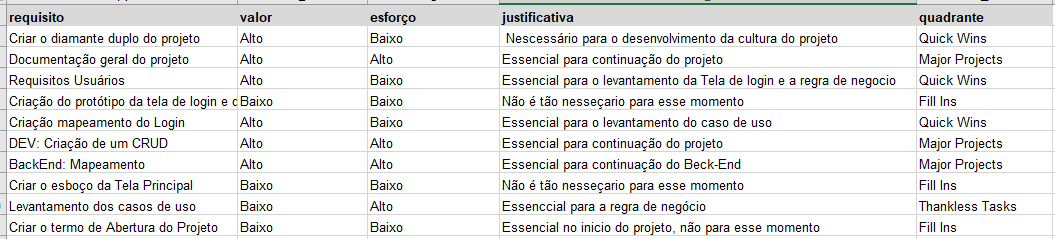 requisito valor esforço justificativa quadrante
Criar o diamante duplo do projeto Alto Baixo Nescessário para o desenvolvimento da cultura do projeto Quick Wins
Documentação geral do projeto Alto Alto Essencial para continuação do projeto Major Projects
Requisitos Usuários Alto Baixo Essencial para o levantamento da Tela de login e a regra de negocio Quick Wins
Criação do protótipo da tela de login e c Baixo Baixo Não é tão nesseçario para esse momento Fill Ins
Criação mapeamento do Login Alto Baixo Essencial para o levantamento do caso de uso Quick Wins
DEV: Criação de um CRUD Alto Alto Essencial para continuação do projeto Major Projects
BackEnd: Mapeamento Alto Alto Essencial para continuação do Beck-End Major Projects
Criar o esboço da Tela Principal Baixo Baixo Não é tão nesseçario para esse momento Fill Ins
Levantamento dos casos de uso Baixo Alto Essenccial para a regra de negócio Thankless Tasks
Criar o termo de Abertura do Projeto Baixo Baixo Essencial no inicio do projeto, não para esse momento Fill Ins